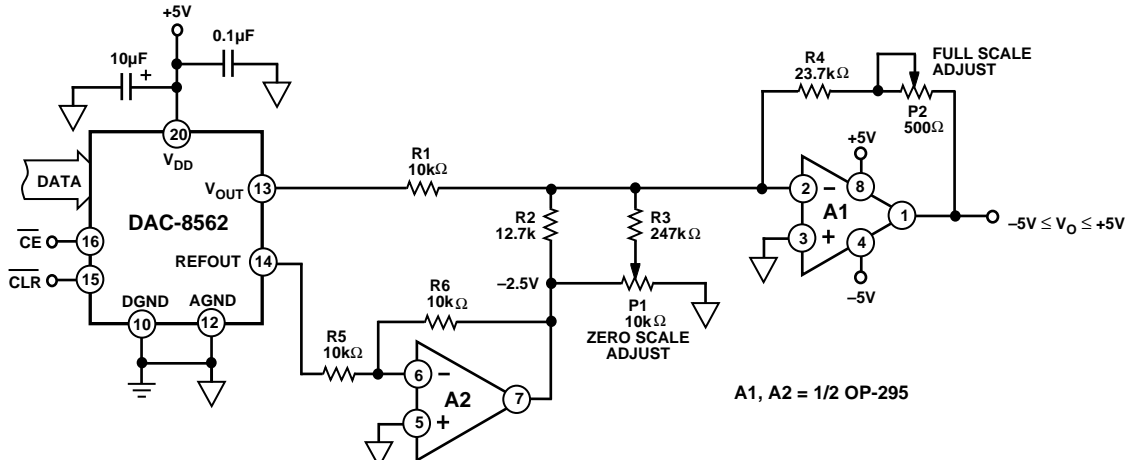 +5V
10µF
+
0.1µF
20
VDD
DATA
VOUT
13
DAC-8562
CE
16
REFOUT
14
CLR
15
DGND
AGND
10
12
R1
10kΩ
R2
12.7k
R3
247kΩ
–2.5V
P1
10kΩ
ZERO SCALE
ADJUST
R6
10kΩ
R5
10kΩ
6
–
A2
7
5
+
R4
23.7kΩ
FULL SCALE
ADJUST
P2
500Ω
+5V
2
–
8
A1
1
3
+
4
–5V
–5V ≤ VO ≤ +5V
A1, A2 = 1/2 OP-295